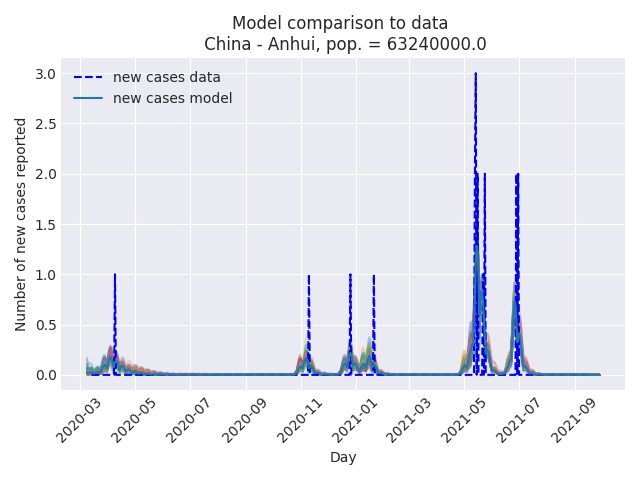 Model comparison to data
China - Anhui, pop. = 63240000.0
new cases data
new cases model
Number of new cases reported
3.0
2.5
2.0
1.5
1.0
0.5
0.0
2020-03
2020-05
2020-07
2020-09
2020-11
2021-01
2021-03
2021-05
2021-07
2021-09
Day